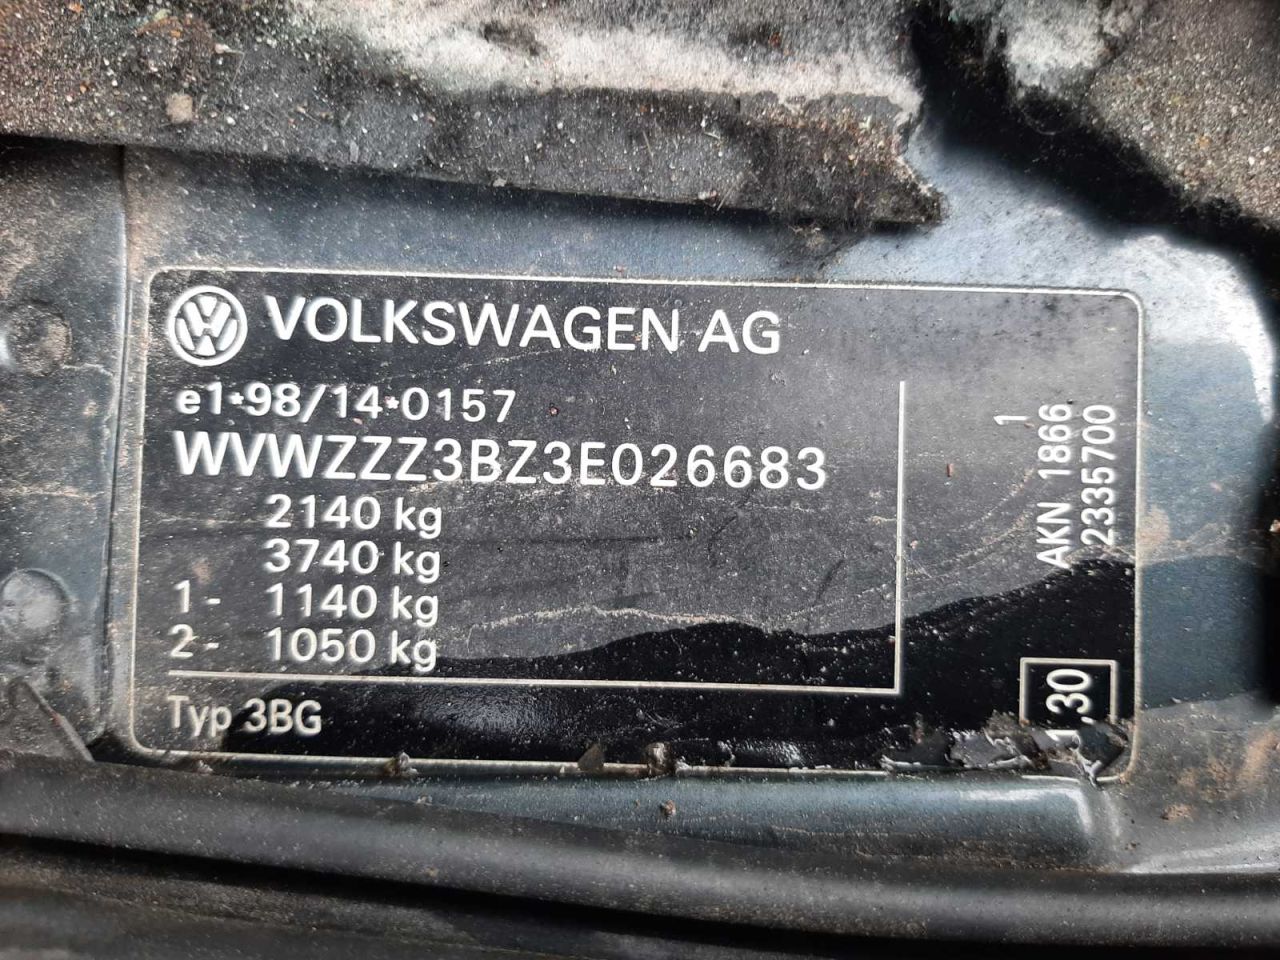 VOLKSWAGEN AG
e1*98/14*0157
WVWZZZ3BZ3E026683
2140 kg
3740 kg
1- 1140 kg
2- 1050 kg
Typ 3BG
1
AKN 1866
2335700
1,30